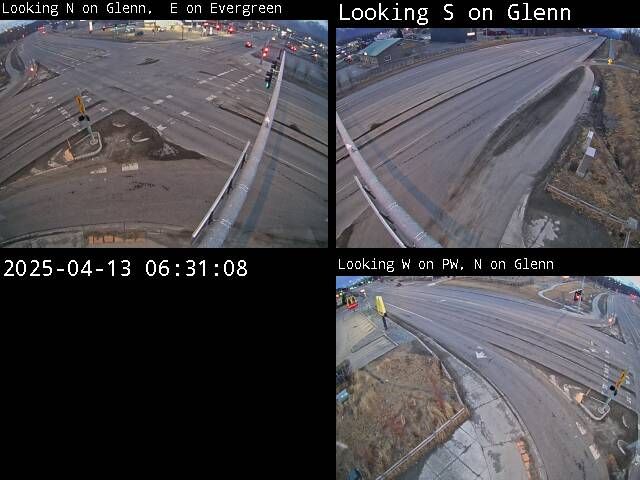 Looking N on Glenn,  E on Evergreen
Looking S on Glenn
2025-04-13 06:31:08
Looking W on PW, N on Glenn